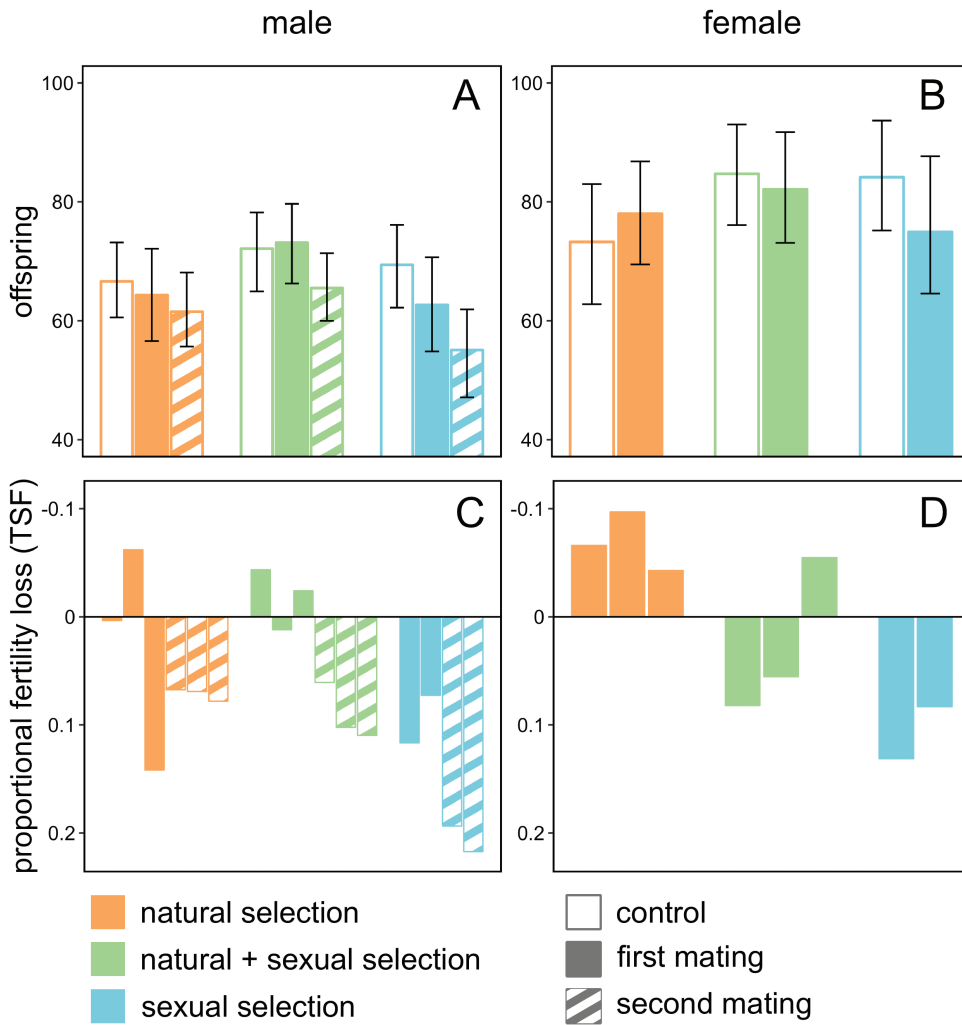 male
female
A
B
100
80
60
40
offspring
100
80
60
40
C
D
-0.1
0
0.1
0.2
proportional fertility loss (TSF)
-0.1
0
0.1
0.2
natural selection
natural + sexual selection
sexual selection
control
first mating
second mating